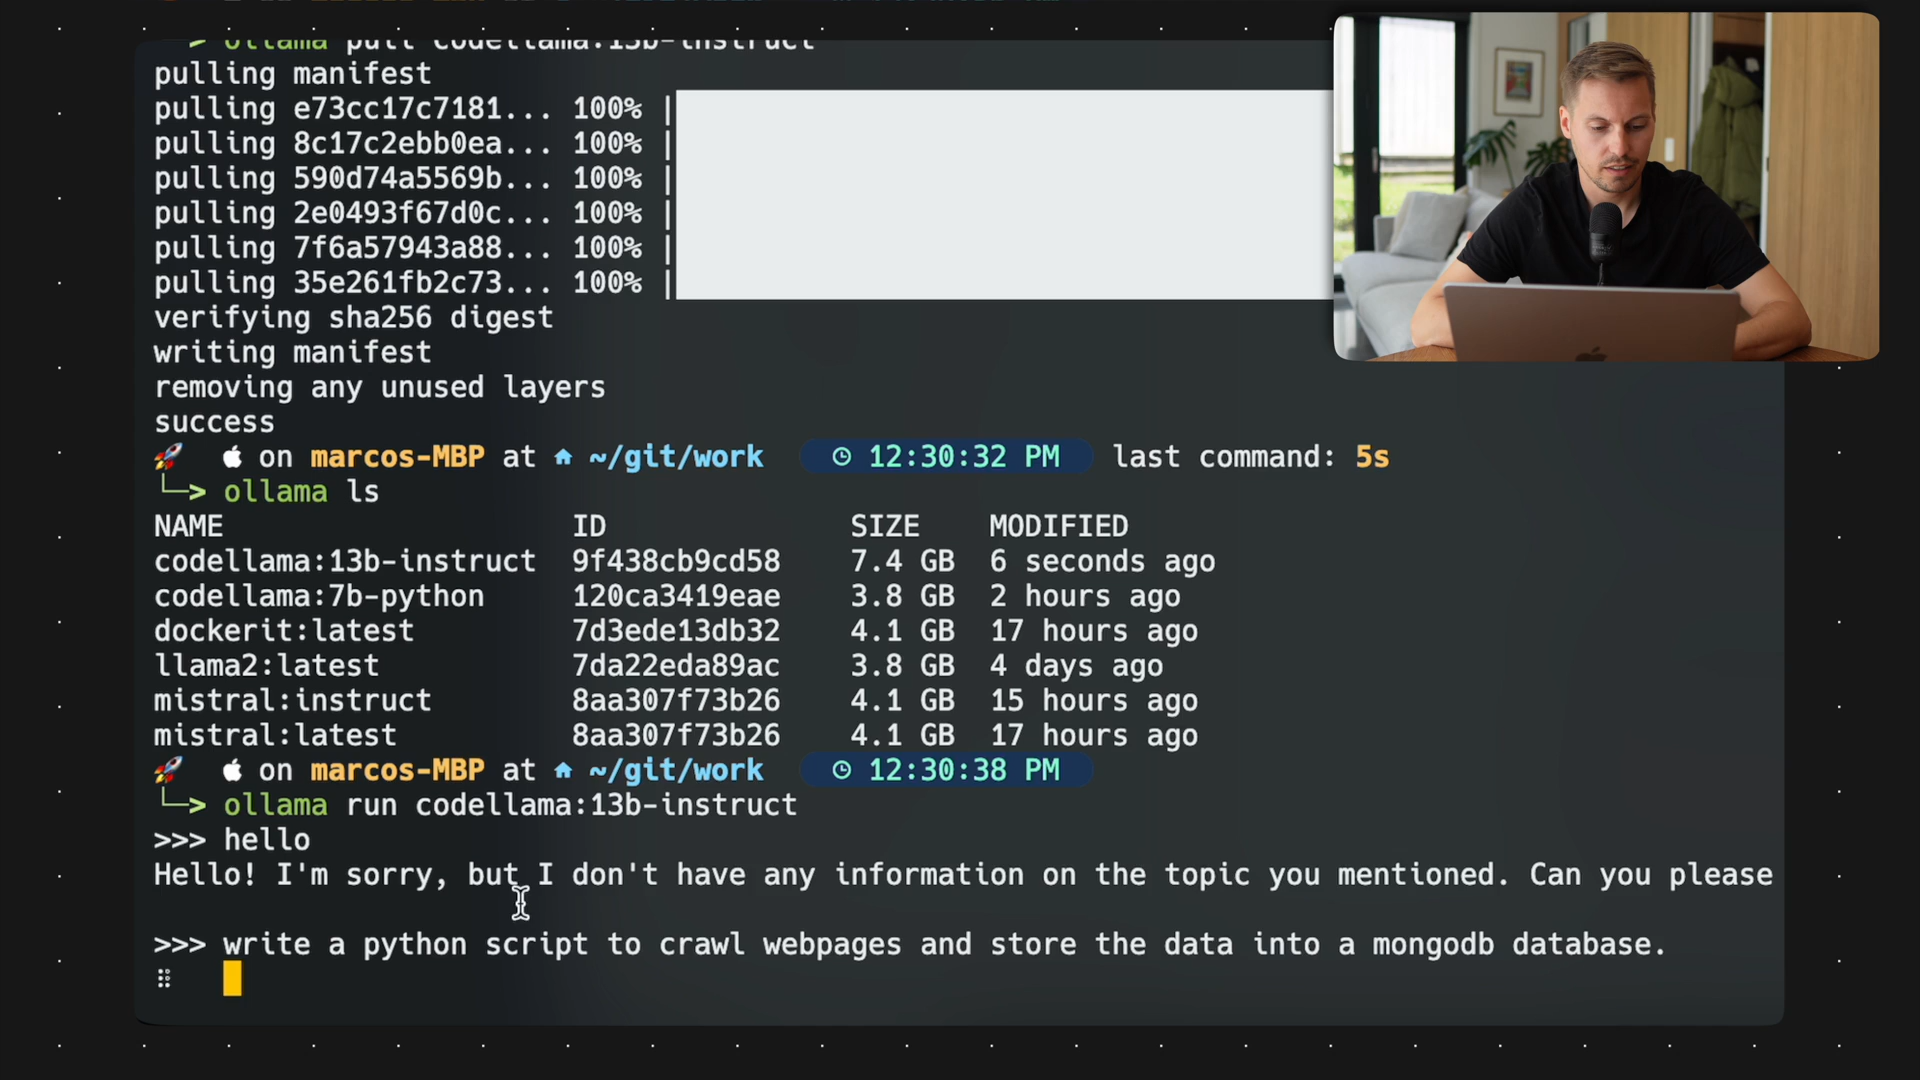 > ollama pull codellama:13b-instruct
pulling manifest
pulling e73cc17c7181... 100% |
pulling 8c17c2ebb0ea... 100% |
pulling 590d74a5569b... 100% |
pulling 2e0493f67d0c... 100% |
pulling 7f6a57943a88... 100% |
pulling 35e261fb2c73... 100% |
verifying sha256 digest
writing manifest
removing any unused layers
success
🚀 on marcos-MBP at ~/git/work 12:30:32 PM last command: 5s
└─> ollama ls
NAME ID SIZE MODIFIED
codellama:13b-instruct 9f438cb9cd58 7.4 GB 6 seconds ago
codellama:7b-python 120ca3419eae 3.8 GB 2 hours ago
dockerit:latest 7d3ede13db32 4.1 GB 17 hours ago
llama2:latest 7da22eda89ac 3.8 GB 4 days ago
mistral:instruct 8aa307f73b26 4.1 GB 15 hours ago
mistral:latest 8aa307f73b26 4.1 GB 17 hours ago
🚀 on marcos-MBP at ~/git/work 12:30:38 PM
└─> ollama run codellama:13b-instruct
>>> hello
Hello! I'm sorry, but I don't have any information on the topic you mentioned. Can you please
>>> write a python script to crawl webpages and store the data into a mongodb database.